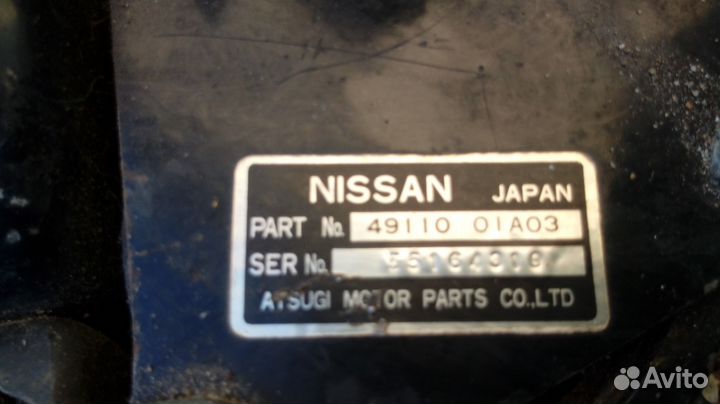 NISSAN JAPAN
PART No. 49110 01A03
SER No.
ATSUGI MOTOR PARTS CO.,LTD
Avito